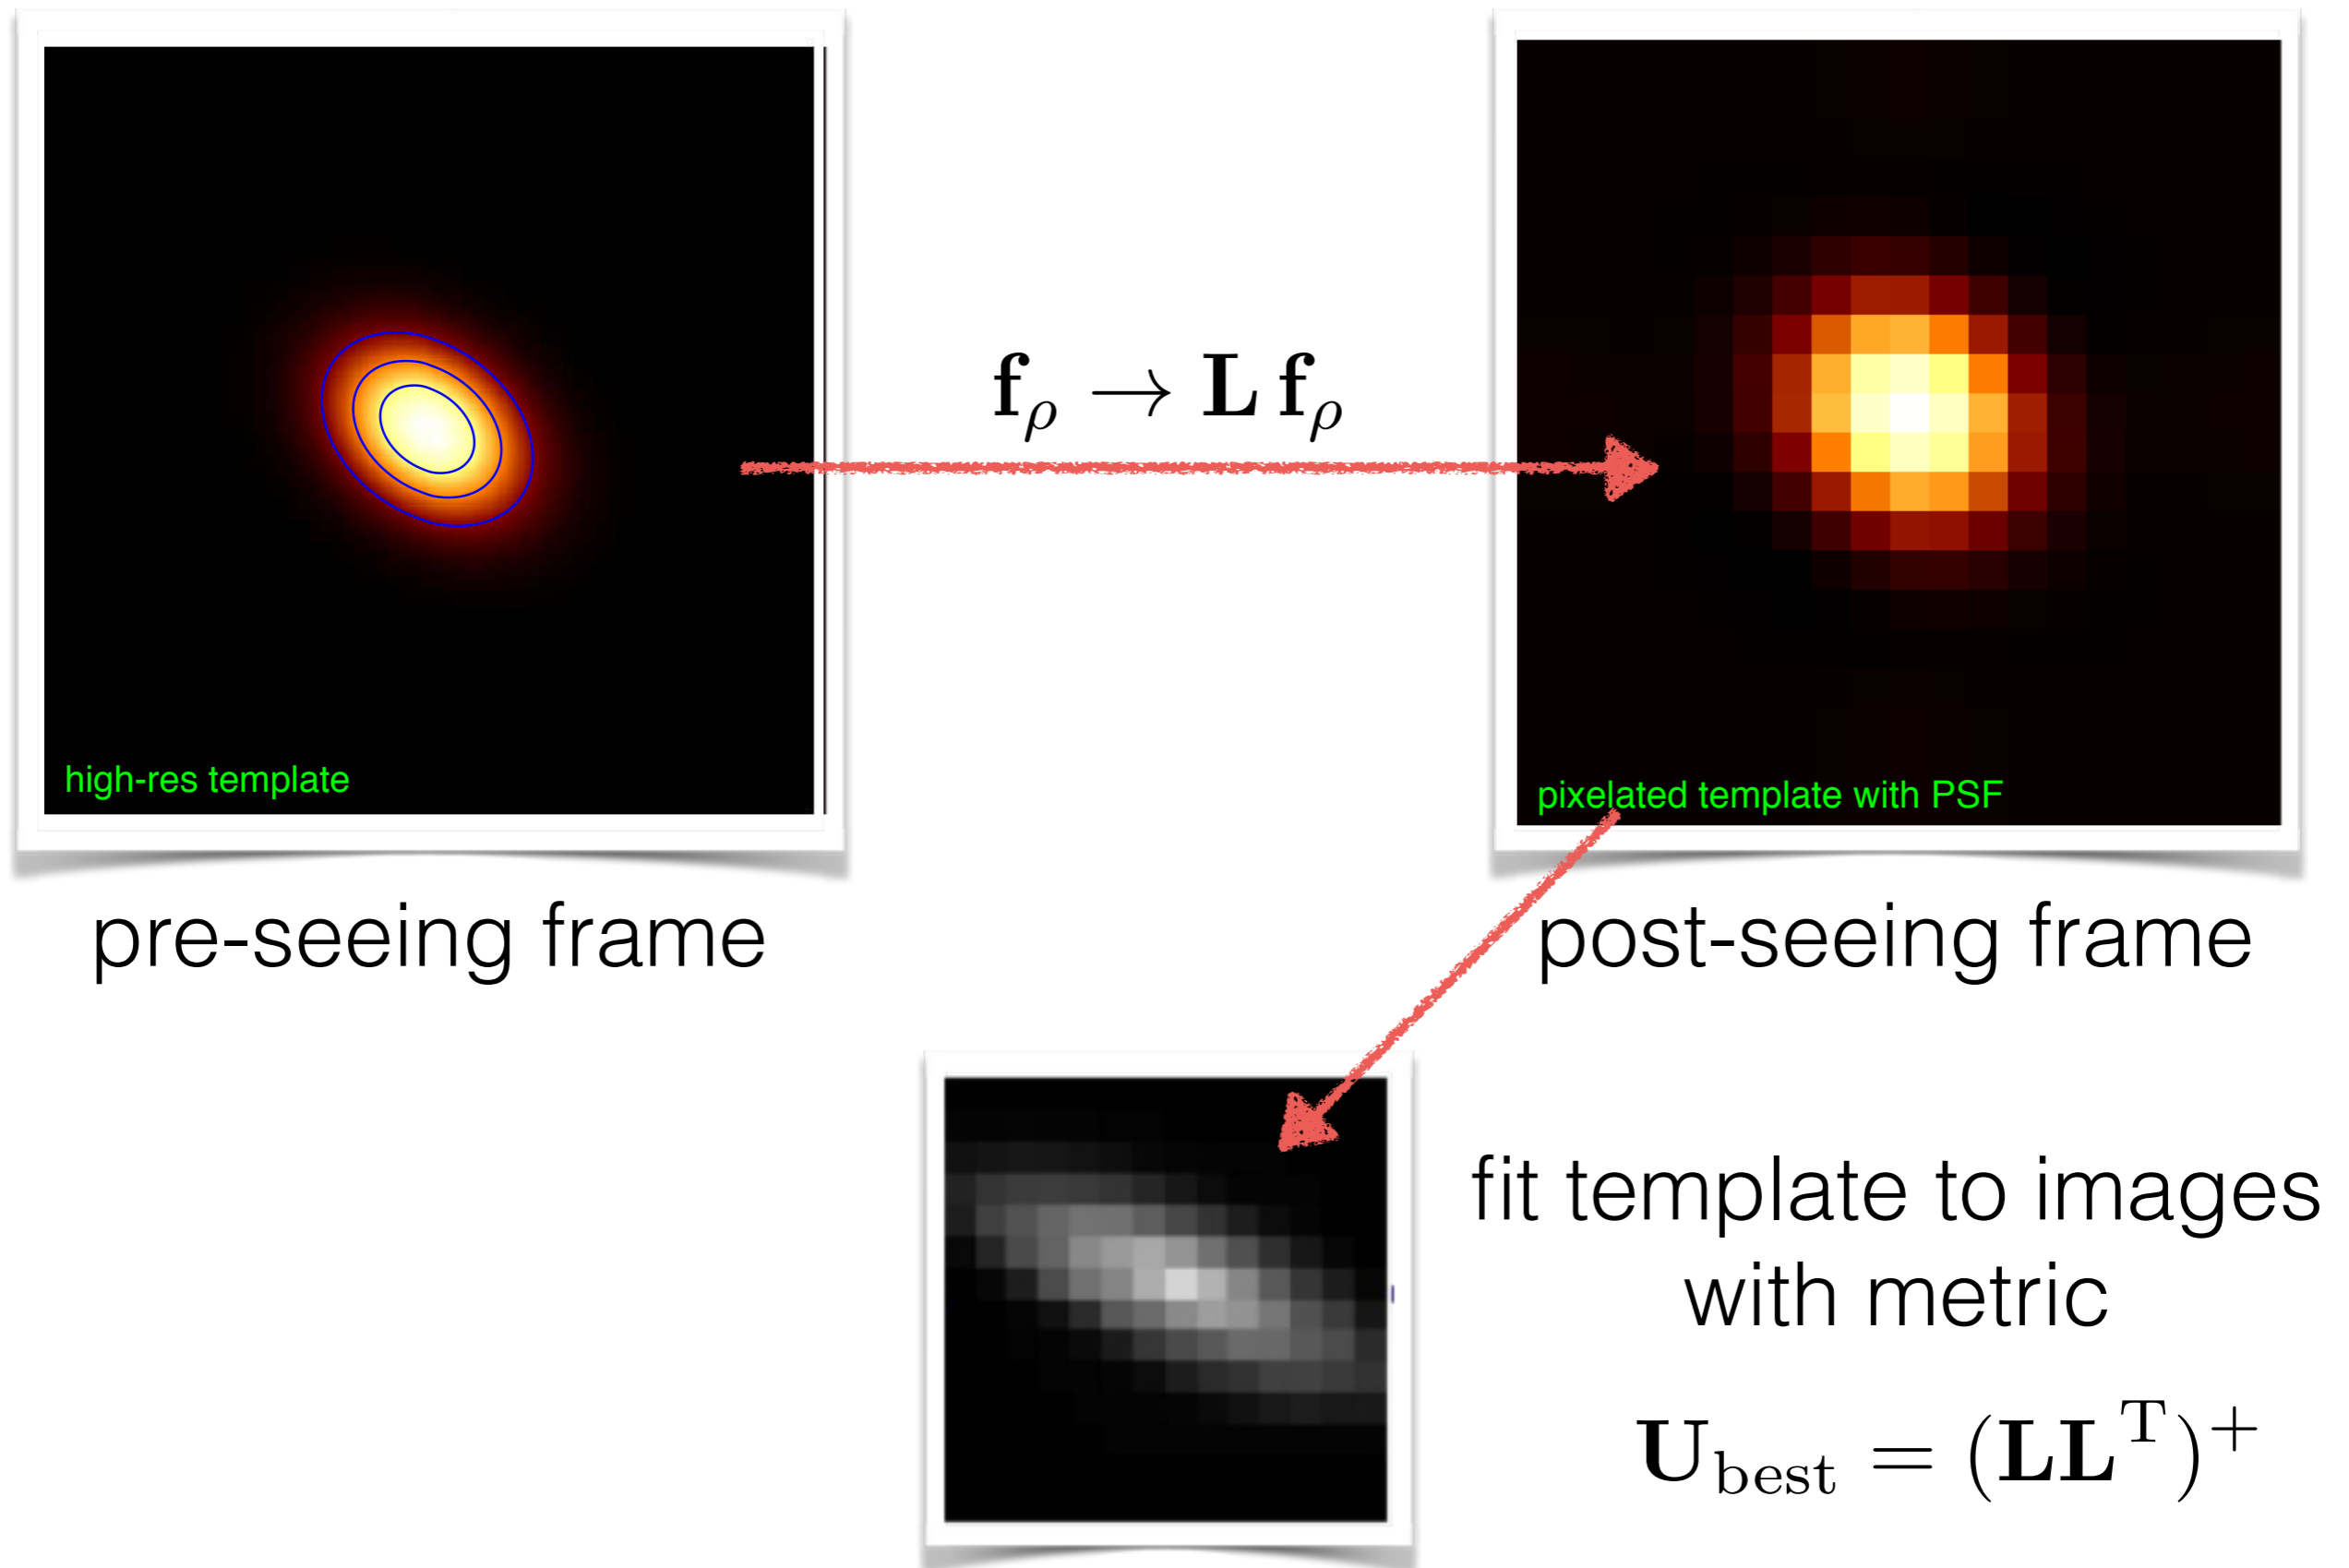 high-res template
𝐟_ρ → 𝐋 𝐟_ρ
pixelated template with PSF
pre-seeing frame
post-seeing frame
fit template to images
with metric
𝐔_best = (𝐋𝐋^T)^+